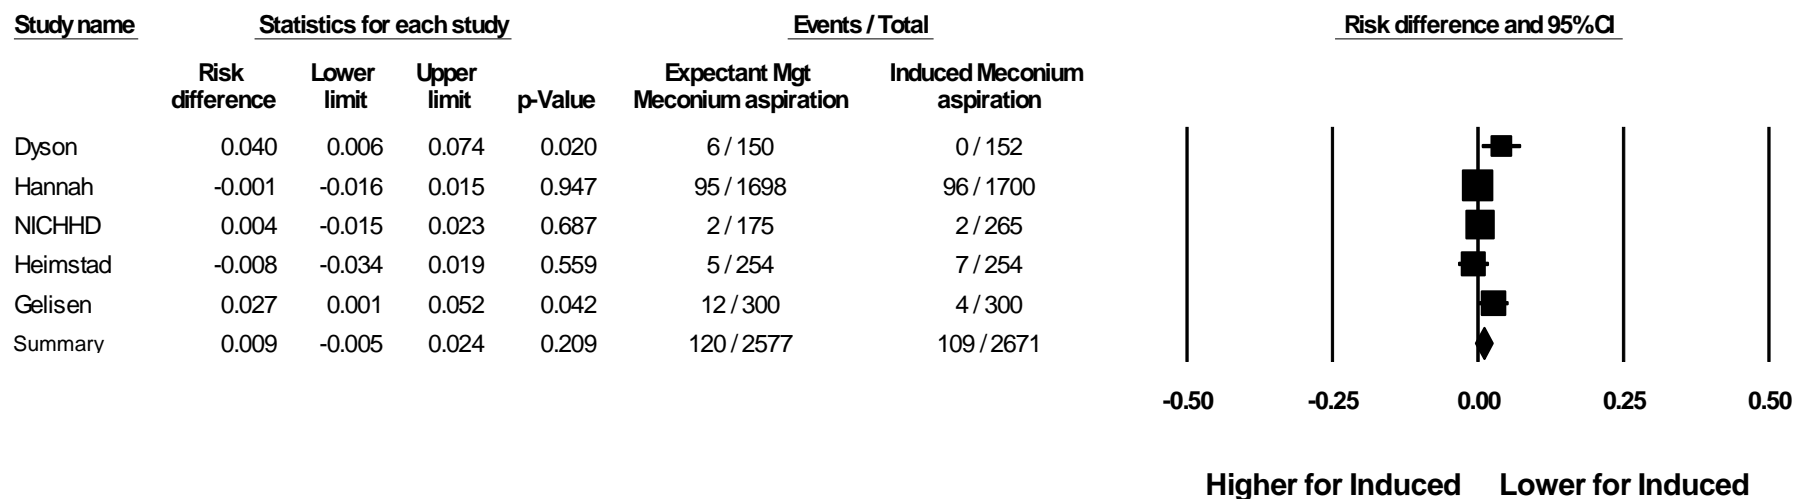 Study name Statistics for each study Events / Total Risk difference and 95% CI
Risk difference Lower limit Upper limit p-Value Expectant Mgt Meconium aspiration Induced Meconium aspiration
Dyson 0.040 0.006 0.074 0.020 6 / 150 0 / 152
Hannah -0.001 -0.016 0.015 0.947 95 / 1698 96 / 1700
NICHHD 0.004 -0.015 0.023 0.687 2 / 175 2 / 265
Heimstad -0.008 -0.034 0.019 0.559 5 / 254 7 / 254
Gelisen 0.027 0.001 0.052 0.042 12 / 300 4 / 300
Summary 0.009 -0.005 0.024 0.209 120 / 2577 109 / 2671
-0.50 -0.25 0.00 0.25 0.50
Higher for Induced Lower for Induced